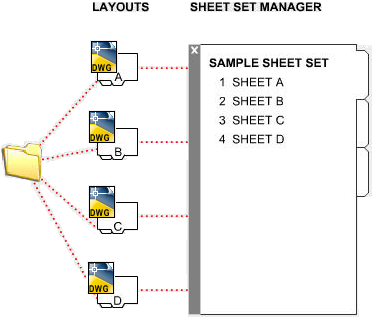 LAYOUTS SHEET SET MANAGER
X
SAMPLE SHEET SET
1 SHEET A
2 SHEET B
3 SHEET C
4 SHEET D
DWG
A
DWG
B
DWG
C
DWG
D